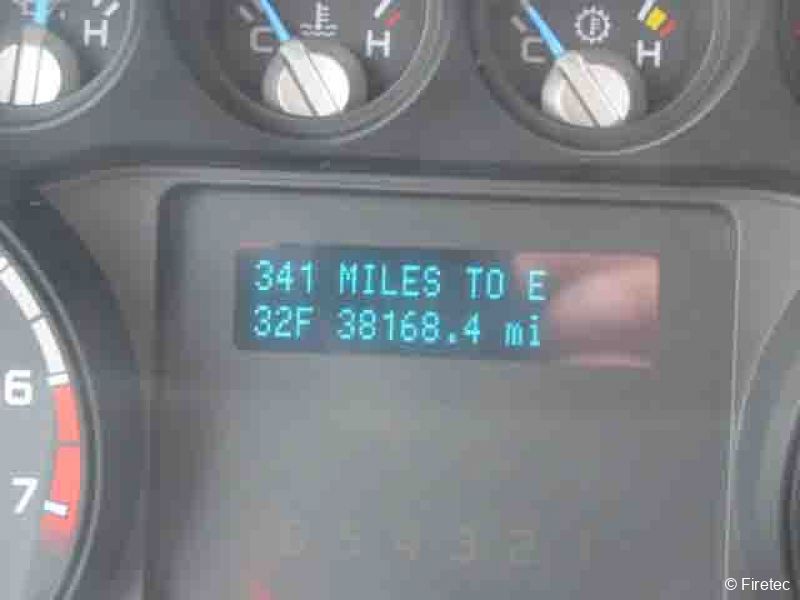 H
C
H
C
H
341 MILES TO E
32F 38168.4 mi
6
7
© Firetec